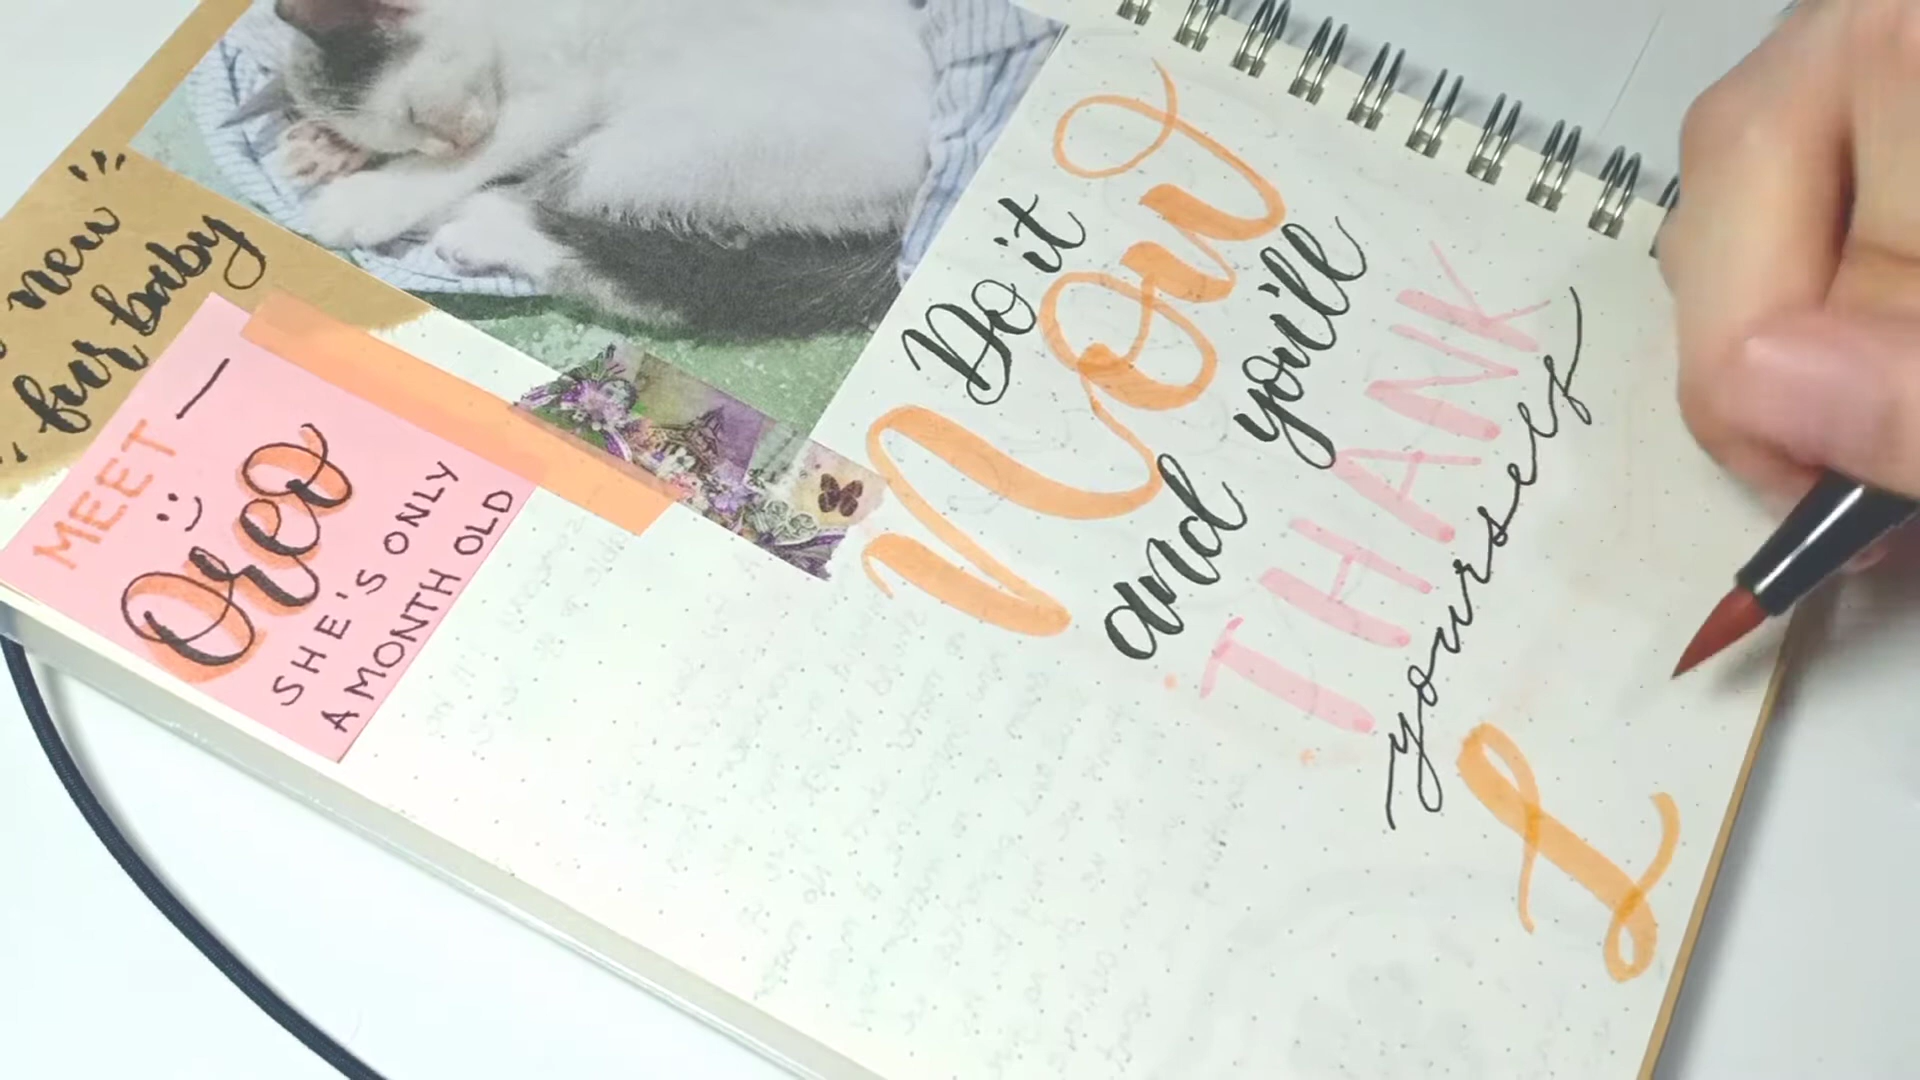 new
fur baby
MEET
Oreo
SHE'S ONLY
A MONTH OLD
Do it
Now
and you'll
THANK
yourself
L